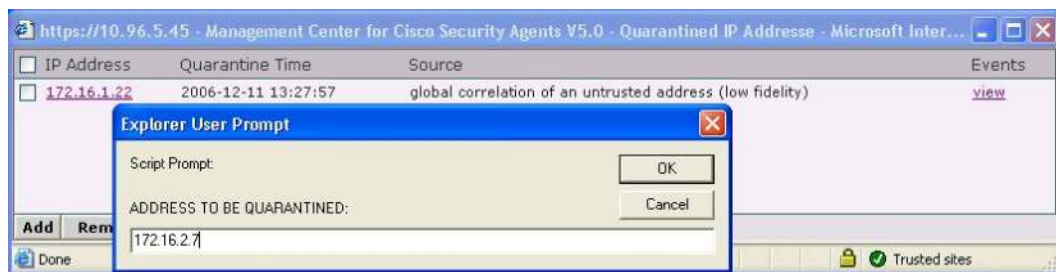 https://10.96.5.45 - Management Center for Cisco Security Agents V5.0 - Quarantined IP Addresse - Microsoft Inter...
IP Address Quarantine Time Source Events
172.16.1.22 2006-12-11 13:27:57 global correlation of an untrusted address (low fidelity) view
Explorer User Prompt
Script Prompt:
OK
ADDRESS TO BE QUARANTINED:
Cancel
Add Rem
172.16.2.7
Done Trusted sites